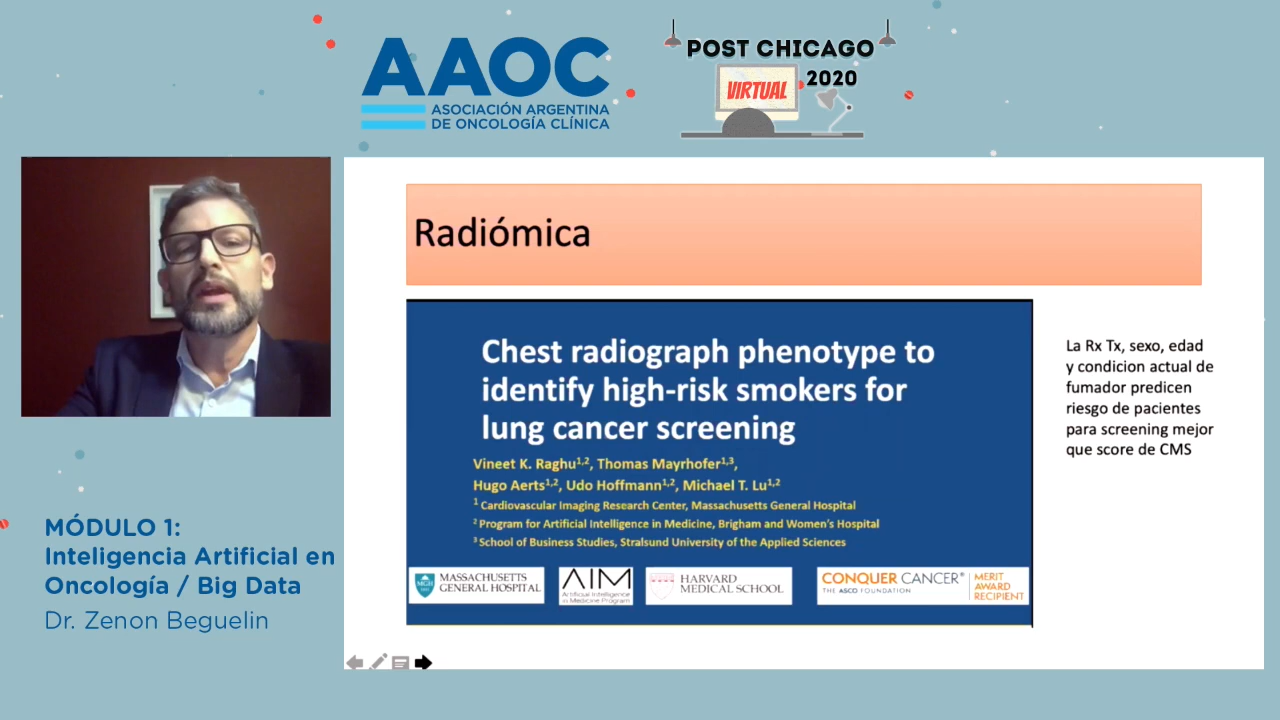 AAOC
ASOCIACIÓN ARGENTINA
DE ONCOLOGÍA CLÍNICA
POST CHICAGO
2020
VIRTUAL
Radiómica
Chest radiograph phenotype to
identify high-risk smokers for
lung cancer screening
Vineet K. Raghu1,2, Thomas Mayrhofer1,3,
Hugo Aerts1,2, Udo Hoffmann1,2, Michael T. Lu1,2
1 Cardiovascular Imaging Research Center, Massachusetts General Hospital
2 Program for Artificial Intelligence in Medicine, Brigham and Women's Hospital
3 School of Business Studies, Stralsund University of the Applied Sciences
MGH
MASSACHUSETTS
GENERAL HOSPITAL
AIM
Artificial Intelligence
in Medicine Program
HARVARD
MEDICAL SCHOOL
CONQUER CANCER®
THE ASCO FOUNDATION
MERIT
AWARD
RECIPIENT
La Rx Tx, sexo, edad
y condicion actual de
fumador predicen
riesgo de pacientes
para screening mejor
que score de CMS
MÓDULO 1:
Inteligencia Artificial en
Oncología / Big Data
Dr. Zenon Beguelin